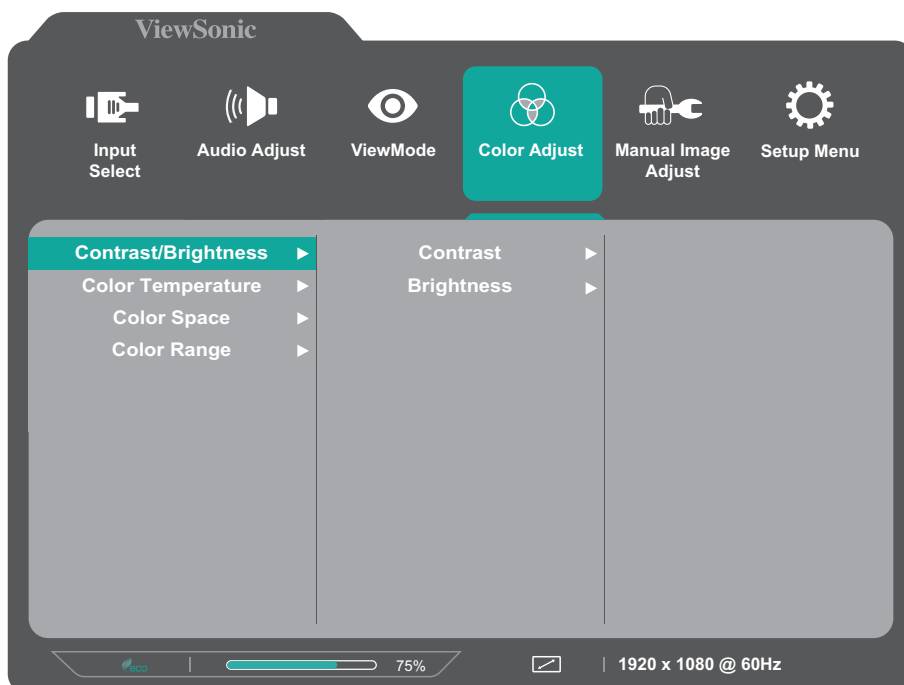 ViewSonic
Input
Select
Audio Adjust
ViewMode
Color Adjust
Manual Image
Adjust
Setup Menu
Contrast/Brightness
Color Temperature
Color Space
Color Range
Contrast
Brightness
eco
75%
1920 x 1080 @ 60Hz